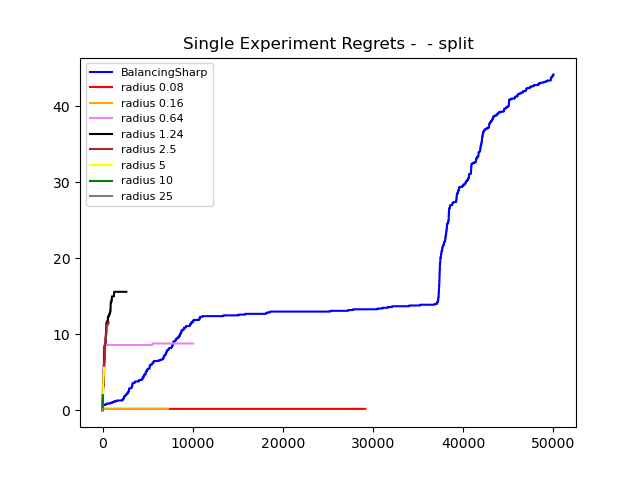 Single Experiment Regrets -  - split
BalancingSharp
radius 0.08
radius 0.16
radius 0.64
radius 1.24
radius 2.5
radius 5
radius 10
radius 25
40
30
20
10
0
0 10000 20000 30000 40000 50000